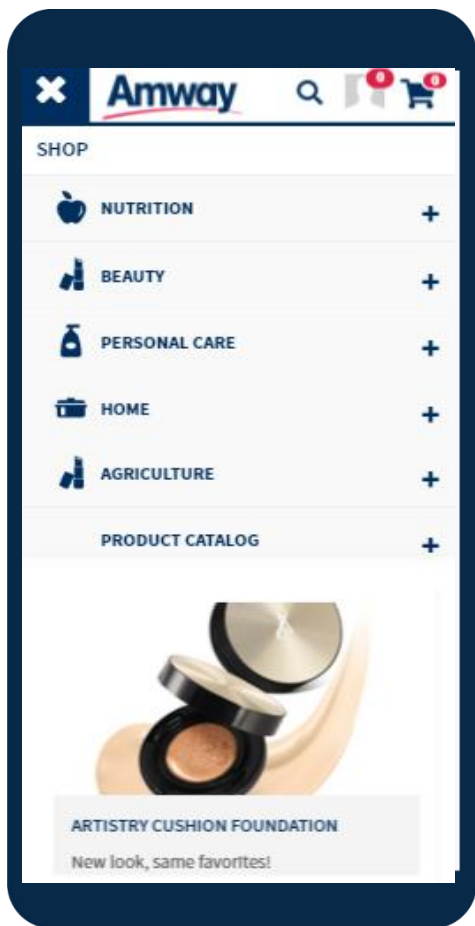 Amway
0
0
SHOP
NUTRITION
BEAUTY
PERSONAL CARE
HOME
AGRICULTURE
PRODUCT CATALOG
ARTISTRY CUSHION FOUNDATION
New look, same favorites!